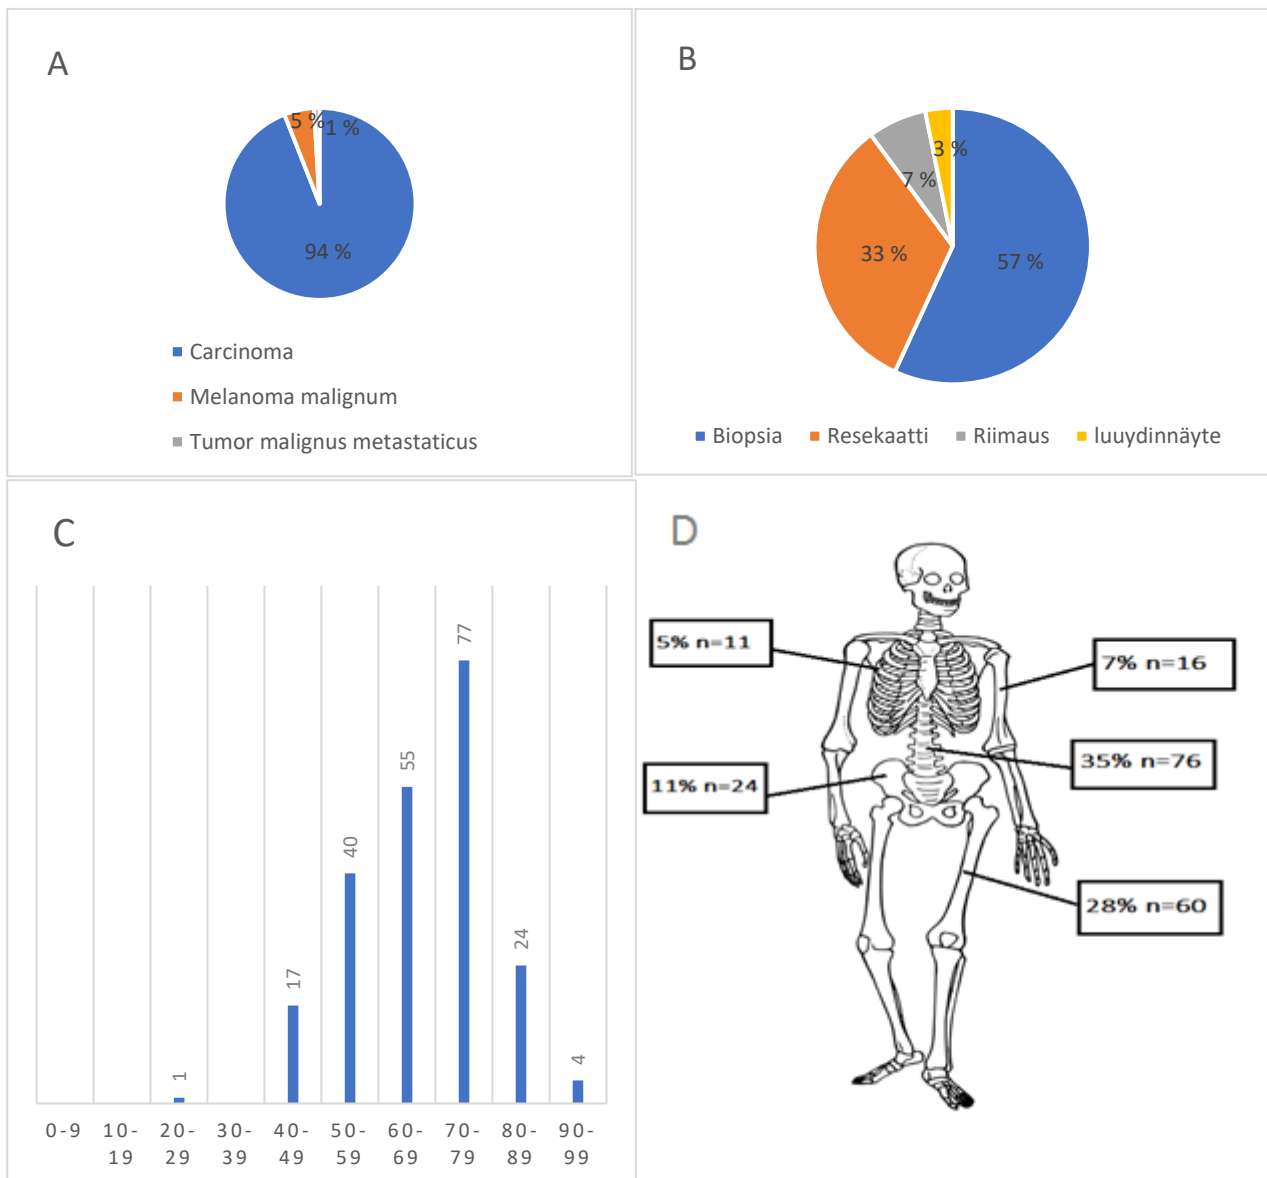 A
5 %
1 %
94 %
Carcinoma
Melanoma malignum
Tumor malignus metastaticus
B
3 %
7 %
33 %
57 %
Biopsia Resekaatti Riimaus luuydinnäyte
C
1
17
40
55
77
24
4
0-9 10-19 20-29 30-39 40-49 50-59 60-69 70-79 80-89 90-99
D
5% n=11
7% n=16
35% n=76
11% n=24
28% n=60